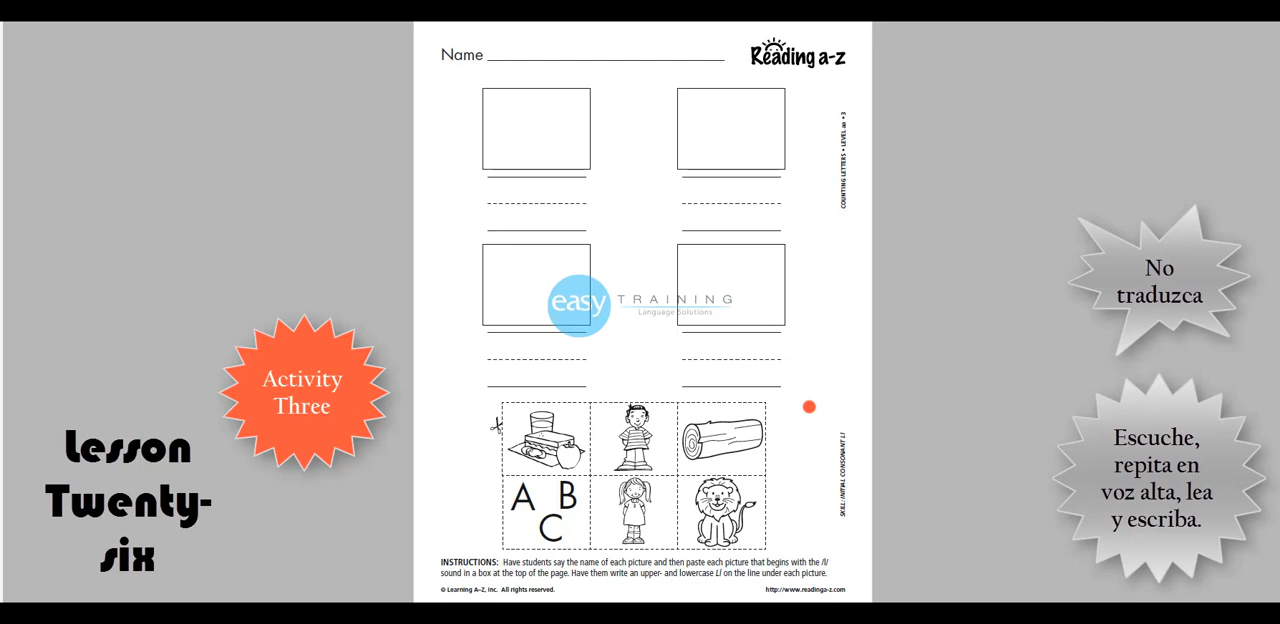 Name
Reading a-z
COUNTING LETTERS • LEVEL aa • 3
easy TRAINING
Language Solutions
No
traduzca
Activity
Three
Escuche,
repita en
voz alta, lea
y escriba.
Lesson
Twenty-
six
A B
C
SKILL: INITIAL CONSONANT Ll
INSTRUCTIONS: Have students say the name of each picture and then paste each picture that begins with the /l/
sound in a box at the top of the page. Have them write an upper- and lowercase Ll on the line under each picture.
© Learning A–Z, Inc. All rights reserved.
http://www.readinga-z.com